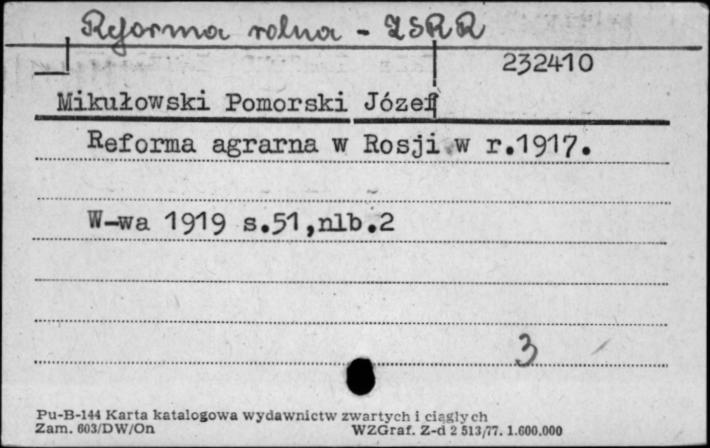 Reforma rolna - ZSRR
232410
Mikułowski Pomorski Józef
Reforma agrarna w Rosji w r.1917.
W-wa 1919 s.51,nlb.2
3
Pu-B-144 Karta katalogowa wydawnictw zwartych i ciągłych
Zam. 603/DW/On WZGraf. Z-d 2 513/77. 1.600.000